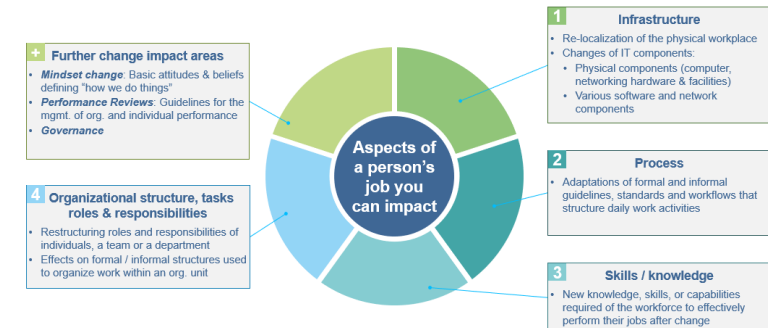 + Further change impact areas
• Mindset change: Basic attitudes & beliefs
defining "how we do things"
• Performance Reviews: Guidelines for the
mgmt. of org. and individual performance
• Governance
4 Organizational structure, tasks
roles & responsibilities
• Restructuring roles and responsibilities of
individuals, a team or a department
• Effects on formal / informal structures used
to organize work within an org. unit
Aspects of
a person's
job you
can impact
1 Infrastructure
• Re-localization of the physical workplace
• Changes of IT components:
• Physical components (computer,
networking hardware & facilities)
• Various software and network
components
2 Process
• Adaptations of formal and informal
guidelines, standards and workflows that
structure daily work activities
3 Skills / knowledge
• New knowledge, skills, or capabilities
required of the workforce to effectively
perform their jobs after change